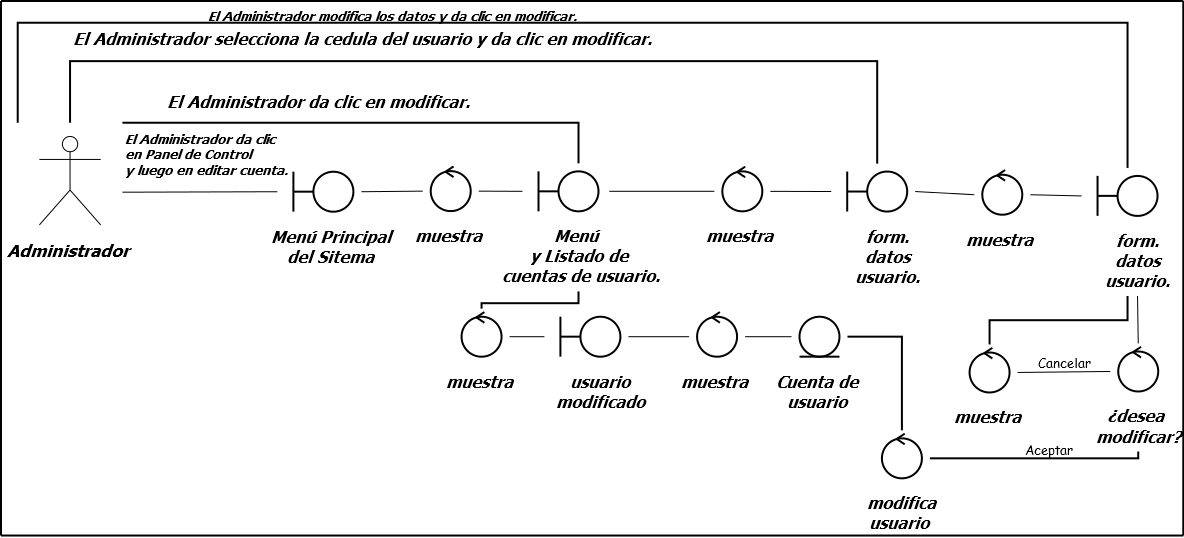 El Administrador modifica los datos y da clic en modificar.
El Administrador selecciona la cedula del usuario y da clic en modificar.
El Administrador da clic en modificar.
El Administrador da clic
en Panel de Control
y luego en editar cuenta.
Administrador
Menú Principal
del Sitema
muestra
Menú
y Listado de
cuentas de usuario.
muestra
form.
datos
usuario.
muestra
form.
datos
usuario.
muestra
usuario
modificado
muestra
Cuenta de
usuario
muestra
Cancelar
¿desea
modificar?
Aceptar
modifica
usuario